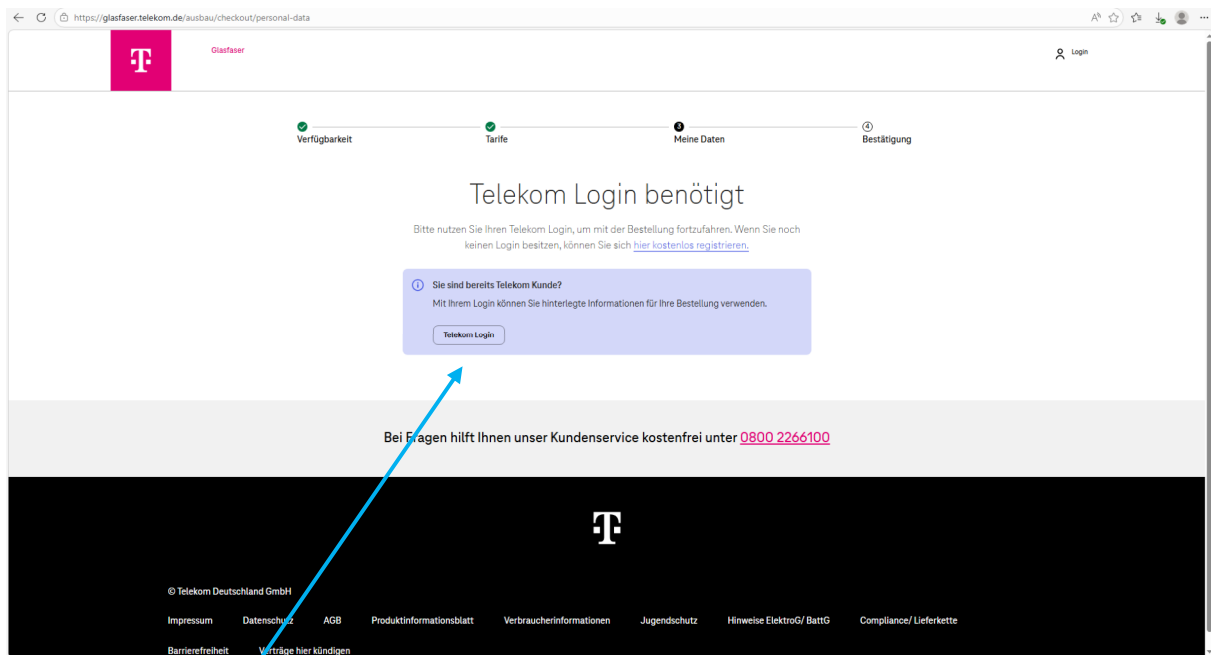 https://glasfaser.telekom.de/ausbau/checkout/personal-data
Glasfaser
Login
Verfügbarkeit
Tarife
3
Meine Daten
4
Bestätigung
Telekom Login benötigt
Bitte nutzen Sie Ihren Telekom Login, um mit der Bestellung fortzufahren. Wenn Sie noch
keinen Login besitzen, können Sie sich hier kostenlos registrieren.
Sie sind bereits Telekom Kunde?
Mit Ihrem Login können Sie hinterlegte Informationen für Ihre Bestellung verwenden.
Telekom Login
Bei Fragen hilft Ihnen unser Kundenservice kostenfrei unter 0800 2266100
T
© Telekom Deutschland GmbH
Impressum Datenschutz AGB Produktinformationsblatt Verbraucherinformationen Jugendschutz Hinweise ElektroG/ BattG Compliance/ Lieferkette
Barrierefreiheit Verträge hier kündigen